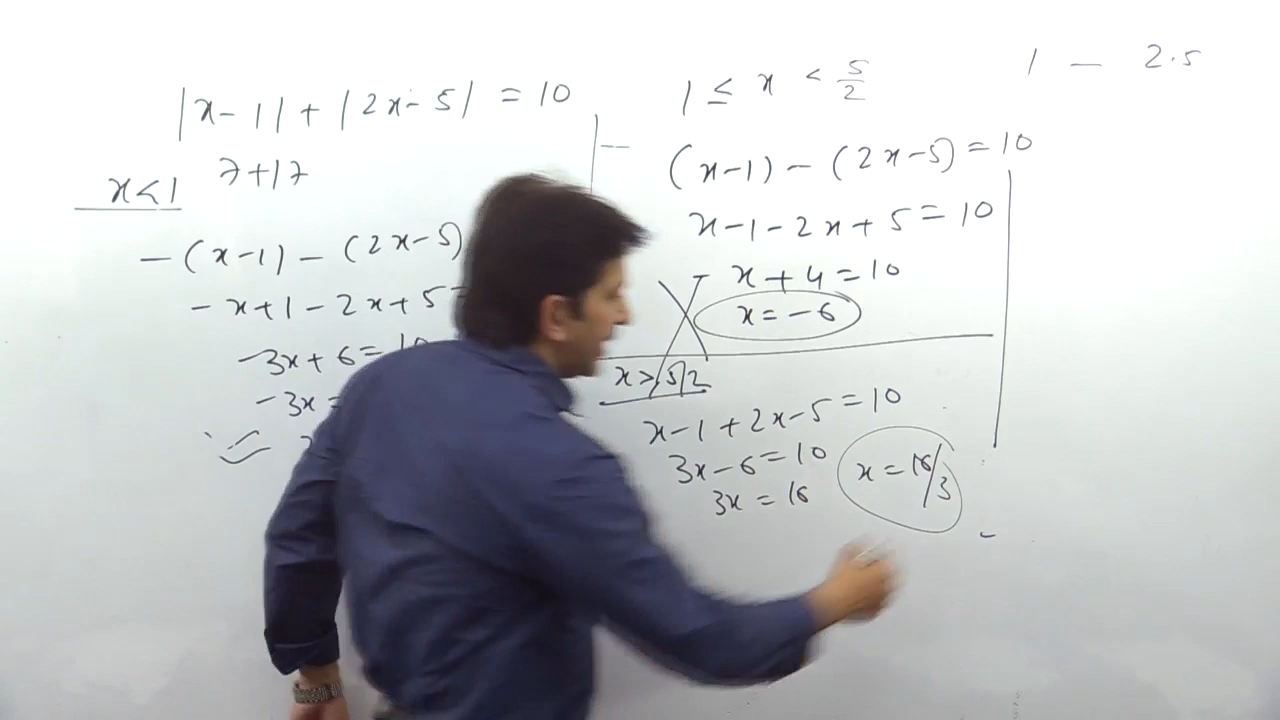 |x-1| + |2x-5| = 10
7+17
x<1
-(x-1) - (2x-5)
-x+1-2x+5=
-3x+6=10
-3x=
1 ≤ x < 5/2
(x-1) - (2x-5) = 10
x-1-2x+5=10
x+4=10
x=-6
x>5/2
x-1+2x-5=10
3x-6=10
3x=16
x=16/3
1 — 2.5